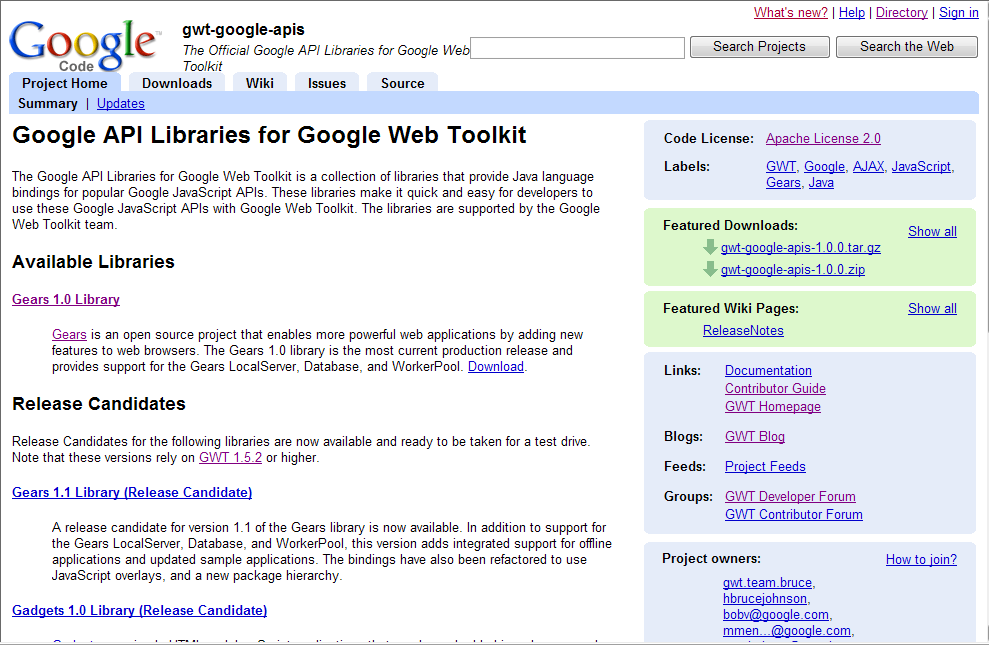 What's new? | Help | Directory | Sign in
Google™
Code
gwt-google-apis
The Official Google API Libraries for Google Web
Toolkit
Search Projects
Search the Web
Project Home
Downloads
Wiki
Issues
Source
Summary | Updates
Google API Libraries for Google Web Toolkit
The Google API Libraries for Google Web Toolkit is a collection of libraries that provide Java language
bindings for popular Google JavaScript APIs. These libraries make it quick and easy for developers to
use these Google JavaScript APIs with Google Web Toolkit. The libraries are supported by the Google
Web Toolkit team.
Available Libraries
Gears 1.0 Library
Gears is an open source project that enables more powerful web applications by adding new
features to web browsers. The Gears 1.0 library is the most current production release and
provides support for the Gears LocalServer, Database, and WorkerPool. Download.
Release Candidates
Release Candidates for the following libraries are now available and ready to be taken for a test drive.
Note that these versions rely on GWT 1.5.2 or higher.
Gears 1.1 Library (Release Candidate)
A release candidate for version 1.1 of the Gears library is now available. In addition to support for
the Gears LocalServer, Database, and WorkerPool, this version adds integrated support for offline
applications and updated sample applications. The bindings have also been refactored to use
JavaScript overlays, and a new package hierarchy.
Gadgets 1.0 Library (Release Candidate)
Code License: Apache License 2.0
Labels: GWT, Google, AJAX, JavaScript,
Gears, Java
Featured Downloads: Show all
gwt-google-apis-1.0.0.tar.gz
gwt-google-apis-1.0.0.zip
Featured Wiki Pages: Show all
ReleaseNotes
Links: Documentation
Contributor Guide
GWT Homepage
Blogs: GWT Blog
Feeds: Project Feeds
Groups: GWT Developer Forum
GWT Contributor Forum
Project owners: How to join?
gwt.team.bruce,
hbrucejohnson,
bobv@google.com,
mmen...@google.com,